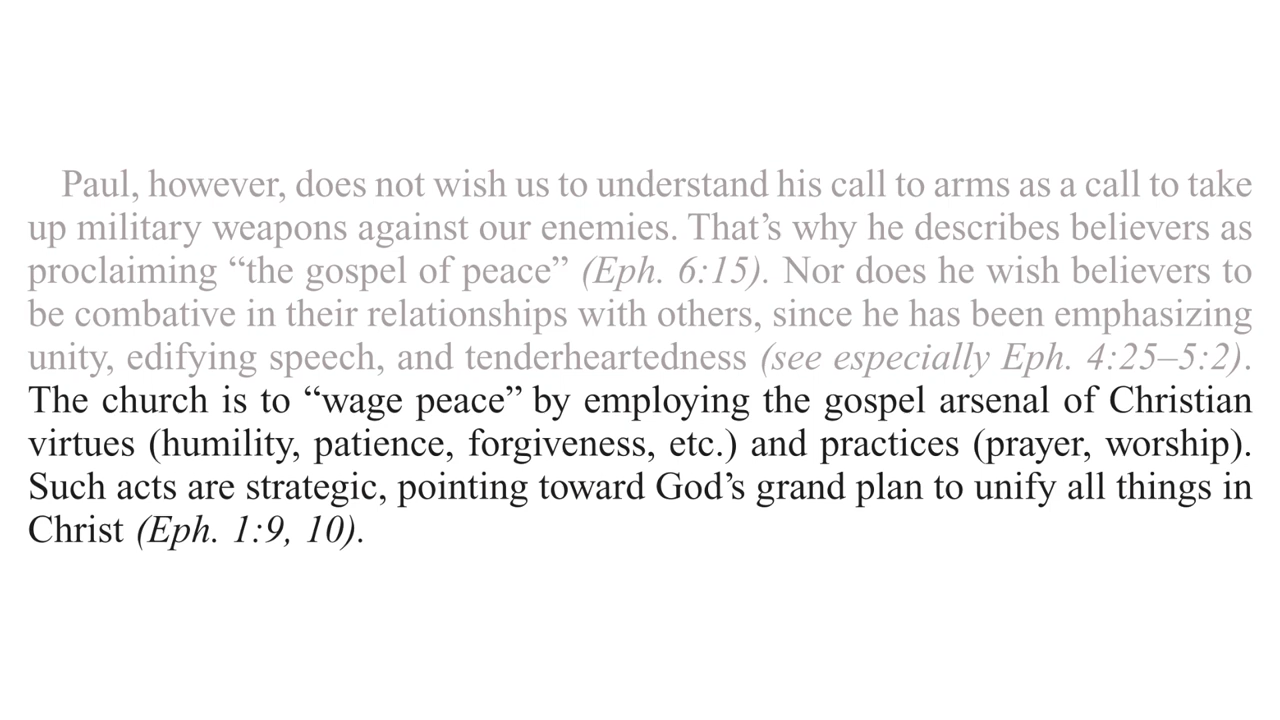 Paul, however, does not wish us to understand his call to arms as a call to take
up military weapons against our enemies. That’s why he describes believers as
proclaiming “the gospel of peace” (Eph. 6:15). Nor does he wish believers to
be combative in their relationships with others, since he has been emphasizing
unity, edifying speech, and tenderheartedness (see especially Eph. 4:25–5:2).
The church is to “wage peace” by employing the gospel arsenal of Christian
virtues (humility, patience, forgiveness, etc.) and practices (prayer, worship).
Such acts are strategic, pointing toward God’s grand plan to unify all things in
Christ (Eph. 1:9, 10).